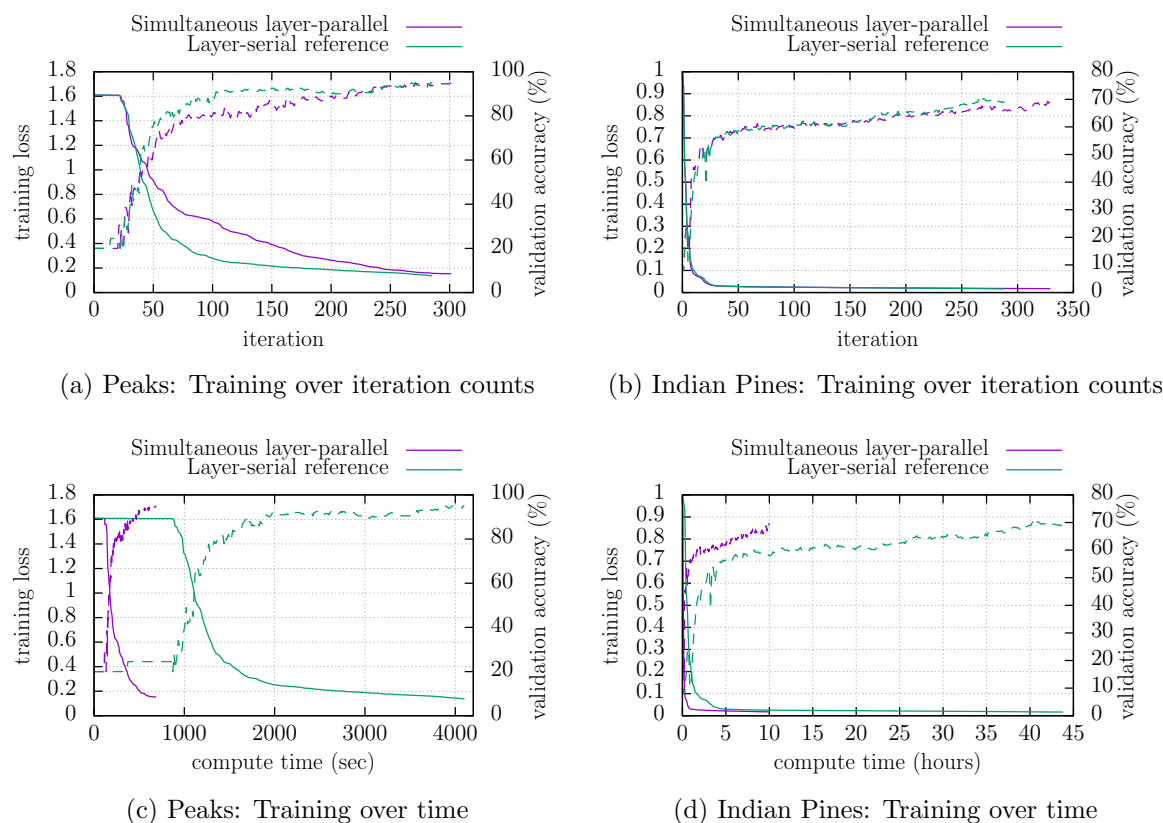 Simultaneous layer-parallel
Layer-serial reference
training loss
1.8
1.6
1.4
1.2
1
0.8
0.6
0.4
0.2
0
0 50 100 150 200 250 300
iteration
100
80
60
40
20
0
validation accuracy (%)
(a) Peaks: Training over iteration counts
Simultaneous layer-parallel
Layer-serial reference
training loss
1
0.9
0.8
0.7
0.6
0.5
0.4
0.3
0.2
0.1
0
0 50 100 150 200 250 300 350
iteration
80
70
60
50
40
30
20
10
0
validation accuracy (%)
(b) Indian Pines: Training over iteration counts
Simultaneous layer-parallel
Layer-serial reference
training loss
1.8
1.6
1.4
1.2
1
0.8
0.6
0.4
0.2
0
0 1000 2000 3000 4000
compute time (sec)
100
80
60
40
20
0
validation accuracy (%)
(c) Peaks: Training over time
Simultaneous layer-parallel
Layer-serial reference
training loss
1
0.9
0.8
0.7
0.6
0.5
0.4
0.3
0.2
0.1
0
0 5 10 15 20 25 30 35 40 45
compute time (hours)
80
70
60
50
40
30
20
10
0
validation accuracy (%)
(d) Indian Pines: Training over time